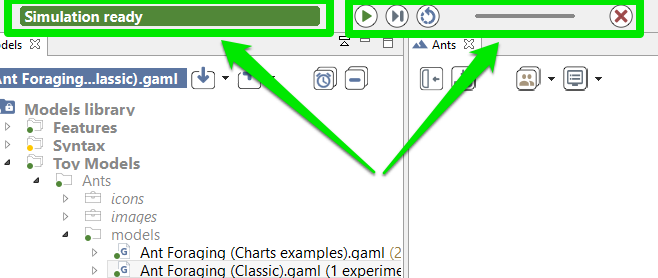 Simulation ready
dels
Ants
Ant Foraging...lassic).gaml
Models library
Features
Syntax
Toy Models
Ants
icons
images
models
Ant Foraging (Charts examples).gaml (2
Ant Foraging (Classic).gaml (1 experime